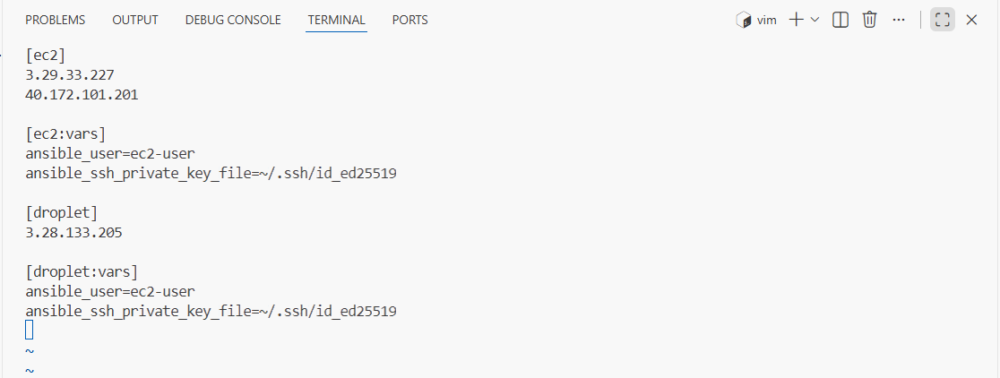 PROBLEMS OUTPUT DEBUG CONSOLE TERMINAL PORTS vim
[ec2]
3.29.33.227
40.172.101.201
[ec2:vars]
ansible_user=ec2-user
ansible_ssh_private_key_file=~/.ssh/id_ed25519
[droplet]
3.28.133.205
[droplet:vars]
ansible_user=ec2-user
ansible_ssh_private_key_file=~/.ssh/id_ed25519
~
~